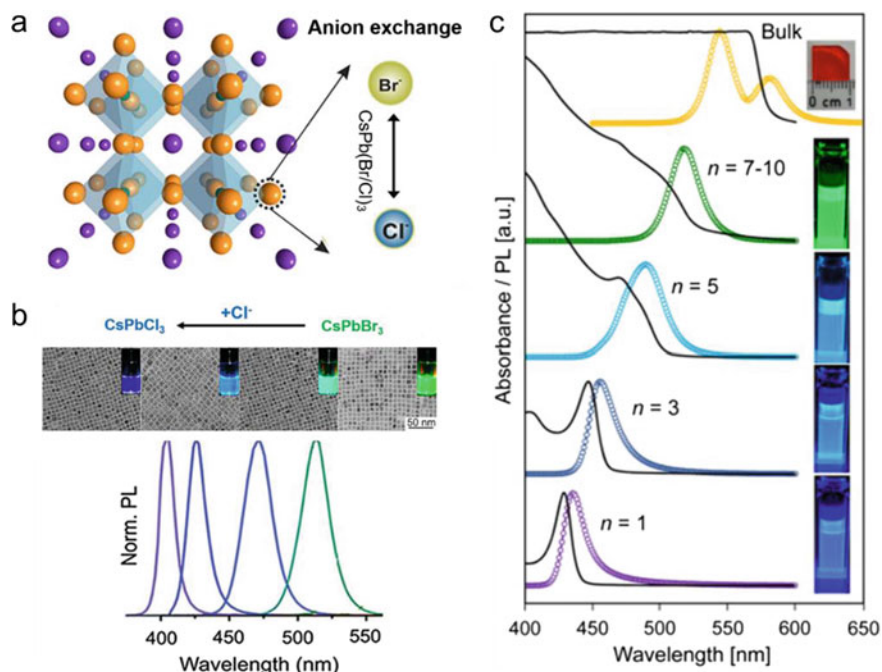 a
Anion exchange
Br⁻
CsPb(Br/Cl)₃
Cl⁻
b
+Cl⁻
CsPbCl₃
CsPbBr₃
50 nm
Norm. PL
400 450 500 550
Wavelength (nm)
c
Bulk
0 cm 1
n = 7-10
n = 5
n = 3
n = 1
Absorbance / PL [a.u.]
400 450 500 550 600 650
Wavelength [nm]